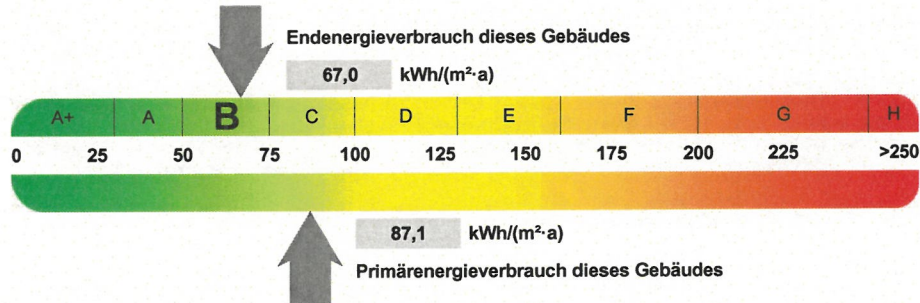 Endenergieverbrauch dieses Gebäudes
67,0 kWh/(m²·a)
A+ A B C D E F G H
0 25 50 75 100 125 150 175 200 225 >250
87,1 kWh/(m²·a)
Primärenergieverbrauch dieses Gebäudes